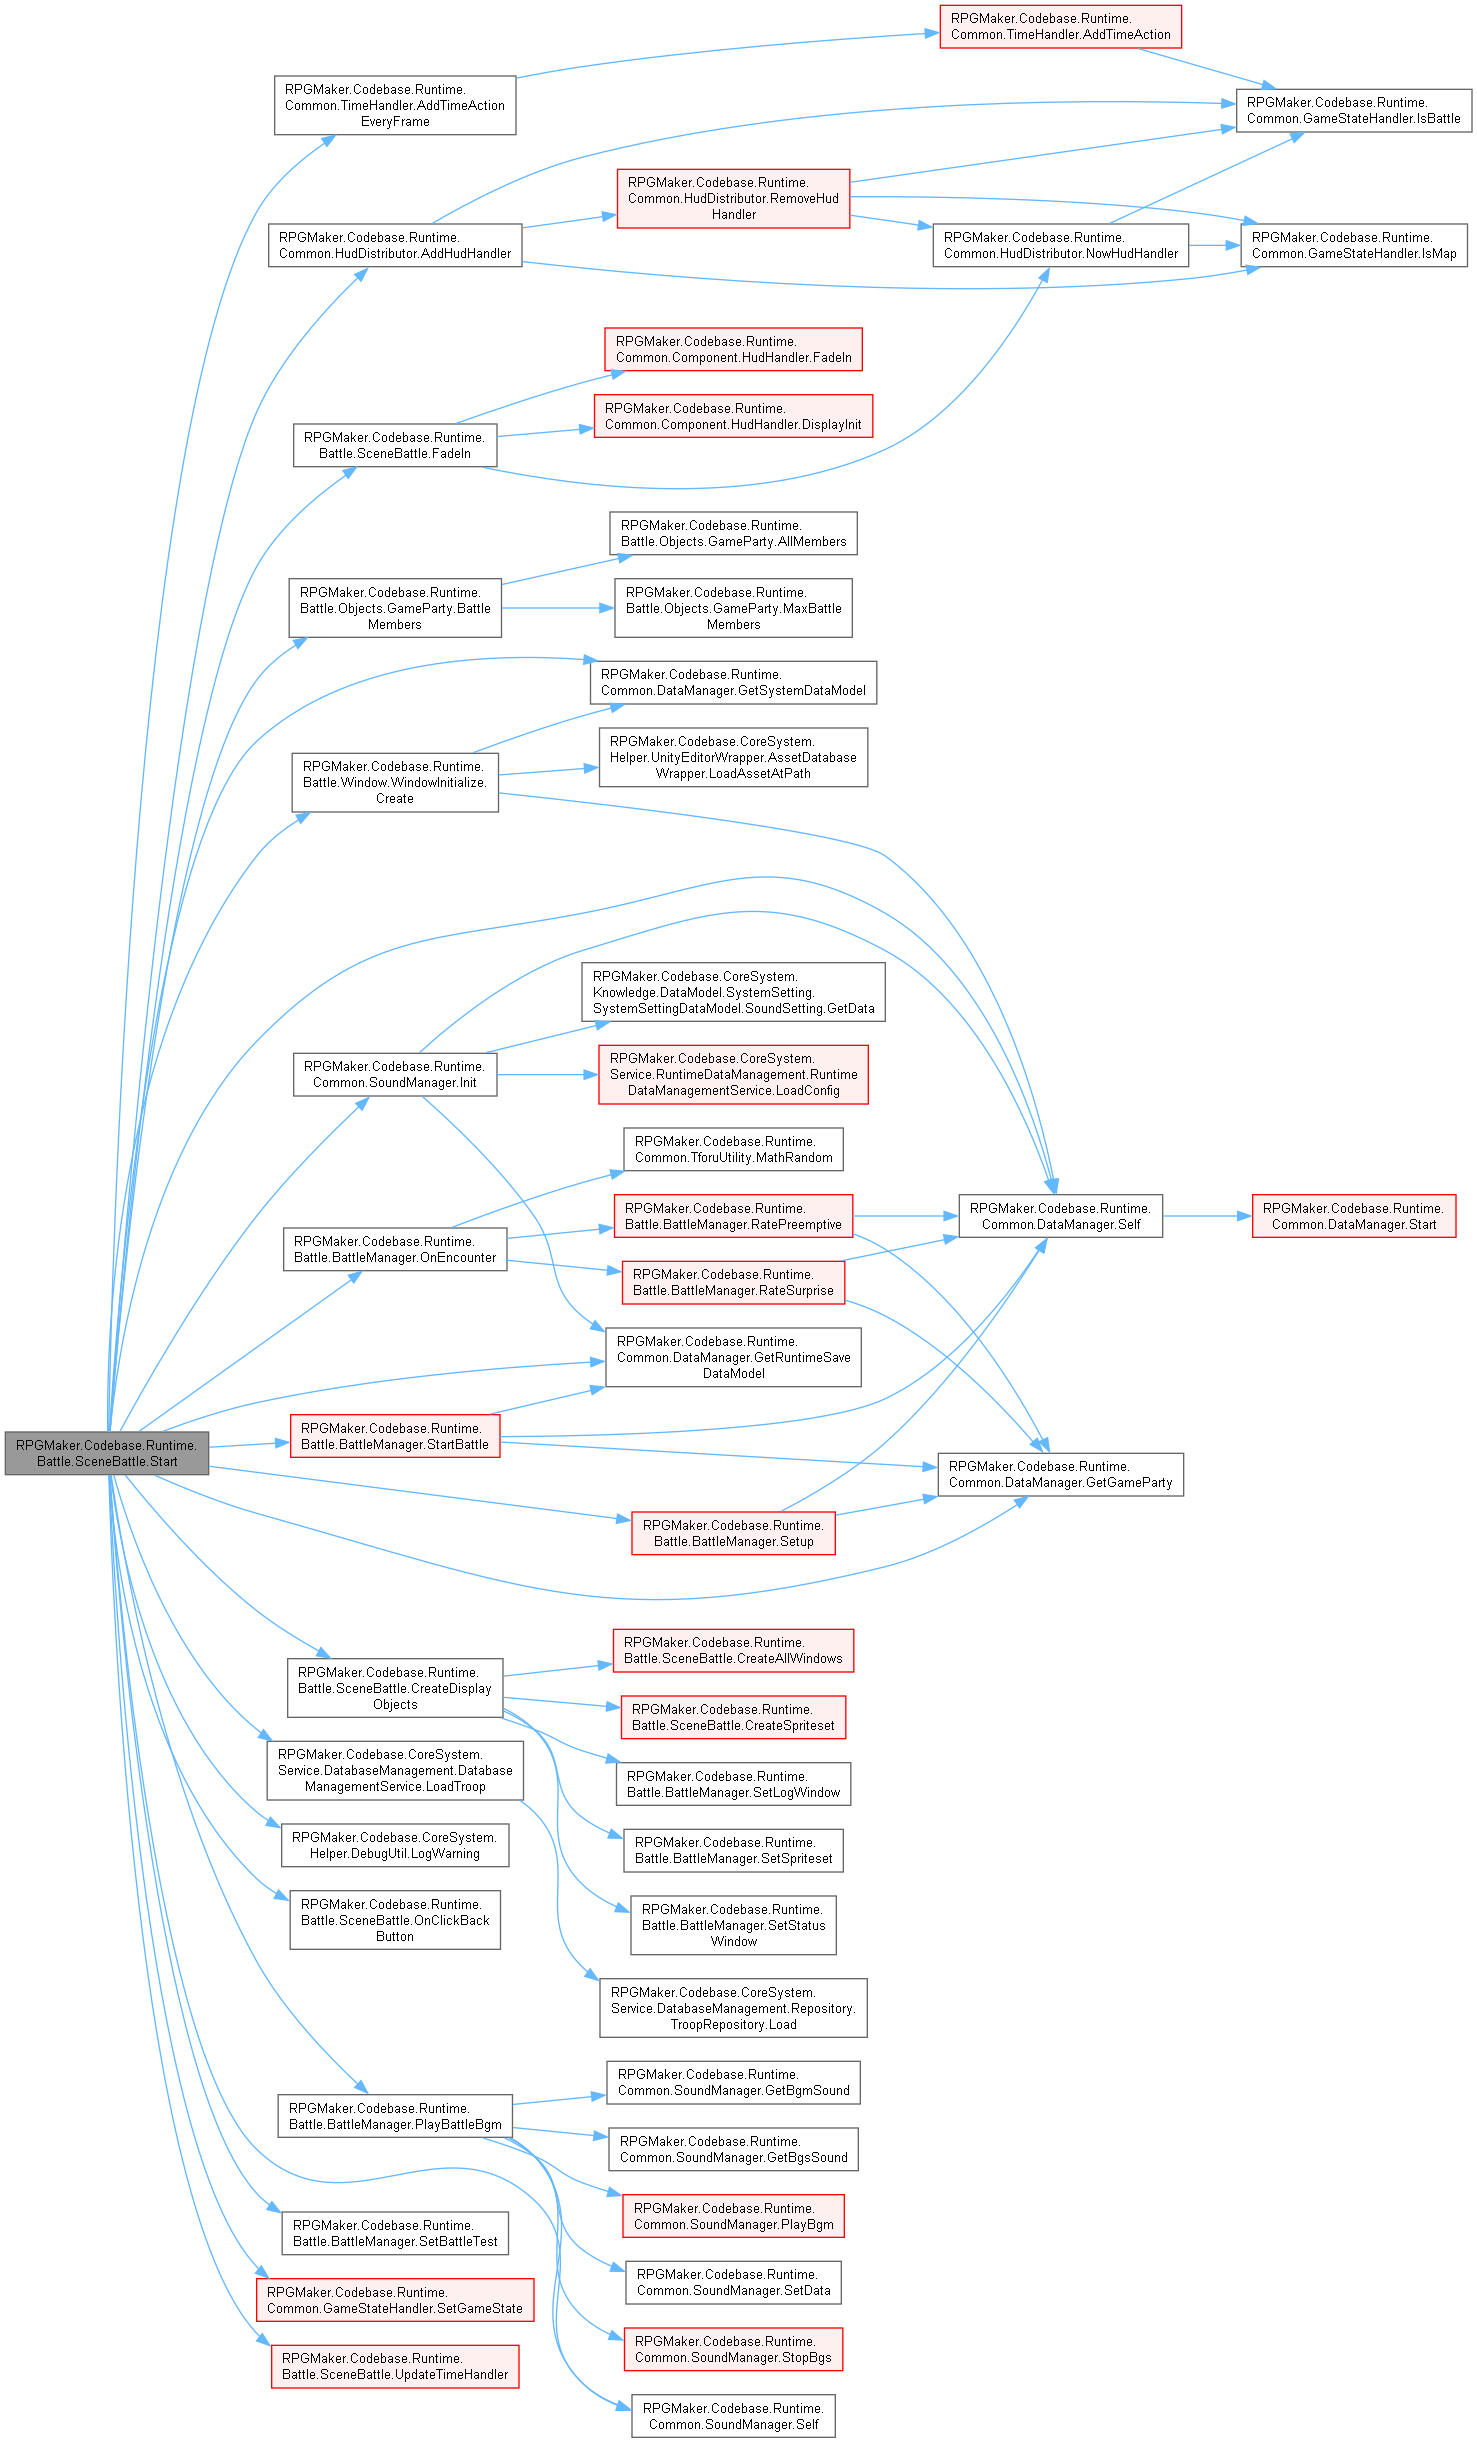 RPGMaker.Codebase.Runtime.
Common.TimeHandler.AddTimeAction
RPGMaker.Codebase.Runtime.
Common.TimeHandler.AddTimeAction
EveryFrame
RPGMaker.Codebase.Runtime.
Common.GameStateHandler.IsBattle
RPGMaker.Codebase.Runtime.
Common.HudDistributor.RemoveHud
Handler
RPGMaker.Codebase.Runtime.
Common.HudDistributor.AddHudHandler
RPGMaker.Codebase.Runtime.
Common.HudDistributor.NowHudHandler
RPGMaker.Codebase.Runtime.
Common.GameStateHandler.IsMap
RPGMaker.Codebase.Runtime.
Common.Component.HudHandler.FadeIn
RPGMaker.Codebase.Runtime.
Common.Component.HudHandler.DisplayInit
RPGMaker.Codebase.Runtime.
Battle.SceneBattle.FadeIn
RPGMaker.Codebase.Runtime.
Battle.Objects.GameParty.AllMembers
RPGMaker.Codebase.Runtime.
Battle.Objects.GameParty.Battle
Members
RPGMaker.Codebase.Runtime.
Battle.Objects.GameParty.MaxBattle
Members
RPGMaker.Codebase.Runtime.
Common.DataManager.GetSystemDataModel
RPGMaker.Codebase.CoreSystem.
Helper.UnityEditorWrapper.AssetDatabase
Wrapper.LoadAssetAtPath
RPGMaker.Codebase.Runtime.
Battle.Window.WindowInitialize.
Create
RPGMaker.Codebase.CoreSystem.
Knowledge.DataModel.SystemSetting.
SystemSettingDataModel.SoundSetting.GetData
RPGMaker.Codebase.Runtime.
Common.SoundManager.Init
RPGMaker.Codebase.CoreSystem.
Service.RuntimeDataManagement.Runtime
DataManagementService.LoadConfig
RPGMaker.Codebase.Runtime.
Common.TforuUtility.MathRandom
RPGMaker.Codebase.Runtime.
Battle.BattleManager.RatePreemptive
RPGMaker.Codebase.Runtime.
Common.DataManager.Self
RPGMaker.Codebase.Runtime.
Common.DataManager.Start
RPGMaker.Codebase.Runtime.
Battle.BattleManager.OnEncounter
RPGMaker.Codebase.Runtime.
Battle.BattleManager.RateSurprise
RPGMaker.Codebase.Runtime.
Common.DataManager.GetRuntimeSave
DataModel
RPGMaker.Codebase.Runtime.
Battle.SceneBattle.Start
RPGMaker.Codebase.Runtime.
Battle.BattleManager.StartBattle
RPGMaker.Codebase.Runtime.
Common.DataManager.GetGameParty
RPGMaker.Codebase.Runtime.
Battle.BattleManager.Setup
RPGMaker.Codebase.Runtime.
Battle.SceneBattle.CreateAllWindows
RPGMaker.Codebase.Runtime.
Battle.SceneBattle.CreateDisplay
Objects
RPGMaker.Codebase.Runtime.
Battle.SceneBattle.CreateSpriteset
RPGMaker.Codebase.CoreSystem.
Service.DatabaseManagement.Database
ManagementService.LoadTroop
RPGMaker.Codebase.Runtime.
Battle.BattleManager.SetLogWindow
RPGMaker.Codebase.CoreSystem.
Helper.DebugUtil.LogWarning
RPGMaker.Codebase.Runtime.
Battle.BattleManager.SetSpriteset
RPGMaker.Codebase.Runtime.
Battle.SceneBattle.OnClickBack
Button
RPGMaker.Codebase.Runtime.
Battle.BattleManager.SetStatus
Window
RPGMaker.Codebase.CoreSystem.
Service.DatabaseManagement.Repository.
TroopRepository.Load
RPGMaker.Codebase.Runtime.
Common.SoundManager.GetBgmSound
RPGMaker.Codebase.Runtime.
Battle.BattleManager.PlayBattleBgm
RPGMaker.Codebase.Runtime.
Common.SoundManager.GetBgsSound
RPGMaker.Codebase.Runtime.
Common.SoundManager.PlayBgm
RPGMaker.Codebase.Runtime.
Battle.BattleManager.SetBattleTest
RPGMaker.Codebase.Runtime.
Common.SoundManager.SetData
RPGMaker.Codebase.Runtime.
Common.GameStateHandler.SetGameState
RPGMaker.Codebase.Runtime.
Common.SoundManager.StopBgs
RPGMaker.Codebase.Runtime.
Battle.SceneBattle.UpdateTimeHandler
RPGMaker.Codebase.Runtime.
Common.SoundManager.Self